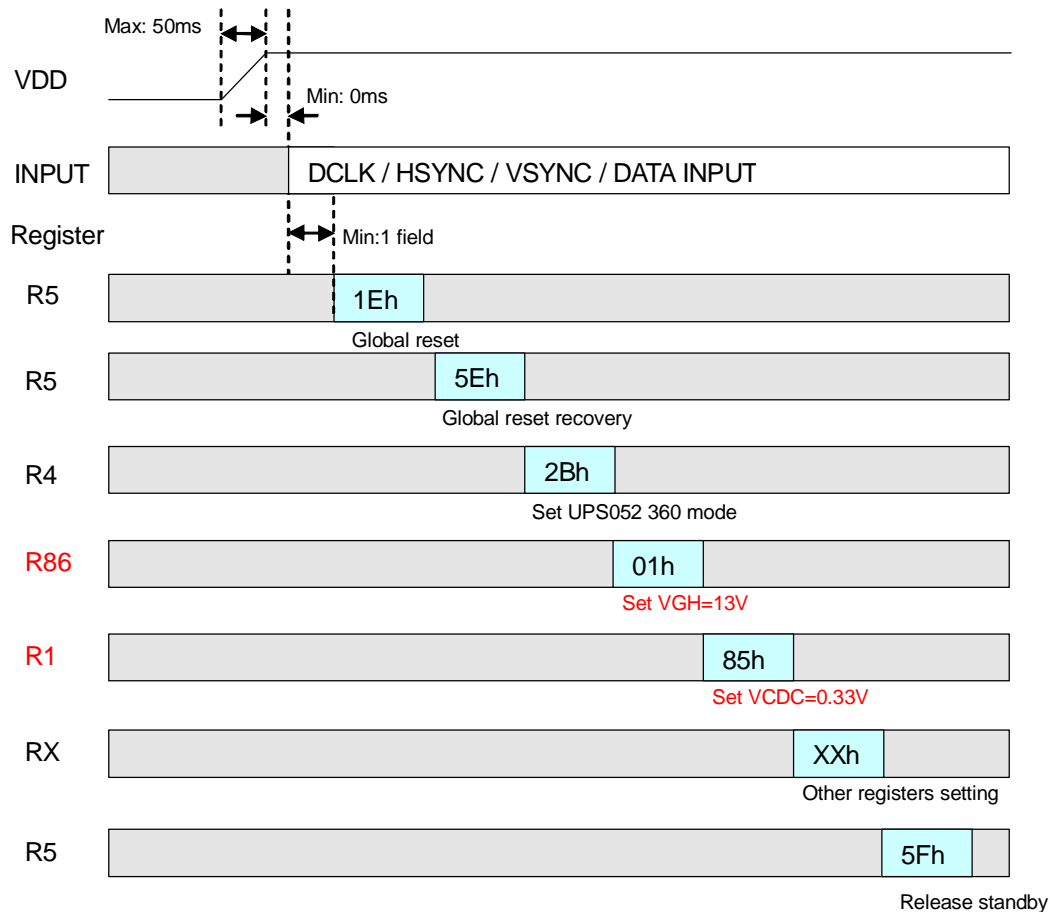 Max: 50ms
VDD
Min: 0ms
INPUT
DCLK / HSYNC / VSYNC / DATA INPUT
Register
Min:1 field
R5
1Eh
Global reset
R5
5Eh
Global reset recovery
R4
2Bh
Set UPS052 360 mode
R86
01h
Set VGH=13V
R1
85h
Set VCDC=0.33V
RX
XXh
Other registers setting
R5
5Fh
Release standby